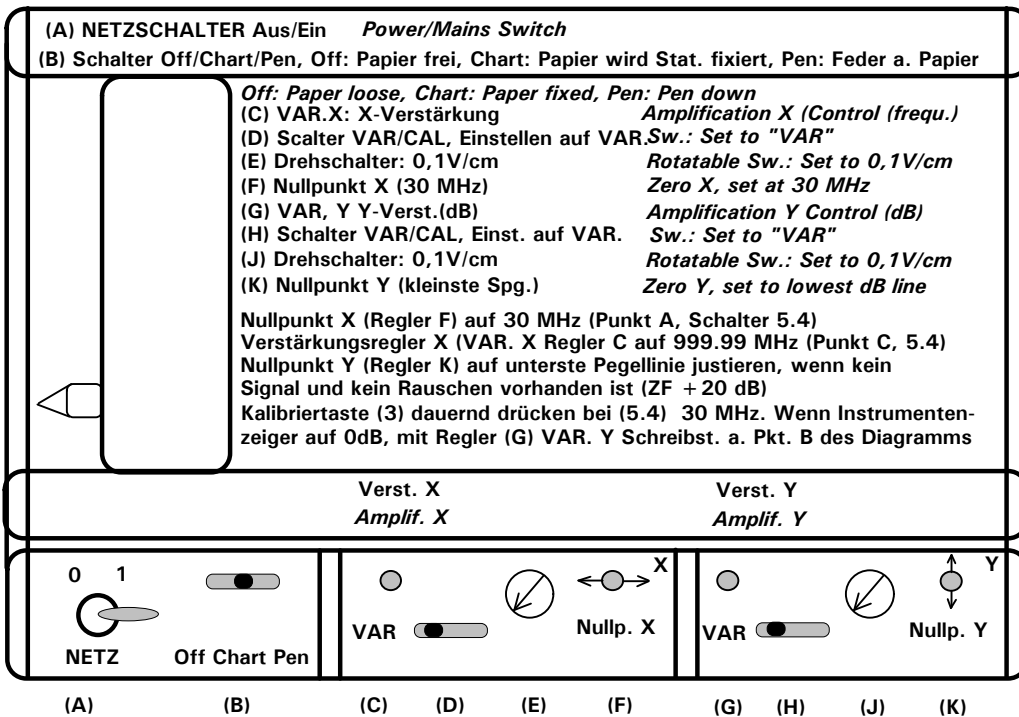 (A) NETZSCHALTER Aus/Ein Power/Mains Switch
(B) Schalter Off/Chart/Pen, Off: Papier frei, Chart: Papier wird Stat. fixiert, Pen: Feder a. Papier
Off: Paper loose, Chart: Paper fixed, Pen: Pen down
(C) VAR.X: X-Verstärkung Amplification X (Control (frequ.)
(D) Scalter VAR/CAL, Einstellen auf VAR. Sw.: Set to "VAR"
(E) Drehschalter: 0,1V/cm Rotatable Sw.: Set to 0,1V/cm
(F) Nullpunkt X (30 MHz) Zero X, set at 30 MHz
(G) VAR, Y Y-Verst.(dB) Amplification Y Control (dB)
(H) Schalter VAR/CAL, Einst. auf VAR. Sw.: Set to "VAR"
(J) Drehschalter: 0,1V/cm Rotatable Sw.: Set to 0,1V/cm
(K) Nullpunkt Y (kleinste Spg.) Zero Y, set to lowest dB line
Nullpunkt X (Regler F) auf 30 MHz (Punkt A, Schalter 5.4)
Verstärkungsregler X (VAR. X Regler C auf 999.99 MHz (Punkt C, 5.4)
Nullpunkt Y (Regler K) auf unterste Pegellinie justieren, wenn kein
Signal und kein Rauschen vorhanden ist (ZF +20 dB)
Kalibriertaste (3) dauernd drücken bei (5.4) 30 MHz. Wenn Instrumenten-
zeiger auf 0dB, mit Regler (G) VAR. Y Schreibst. a. Pkt. B des Diagramms
Verst. X Verst. Y
Amplif. X Amplif. Y
0 1 X Y
VAR Nullp. X VAR Nullp. Y
NETZ Off Chart Pen
(A) (B) (C) (D) (E) (F) (G) (H) (J) (K)